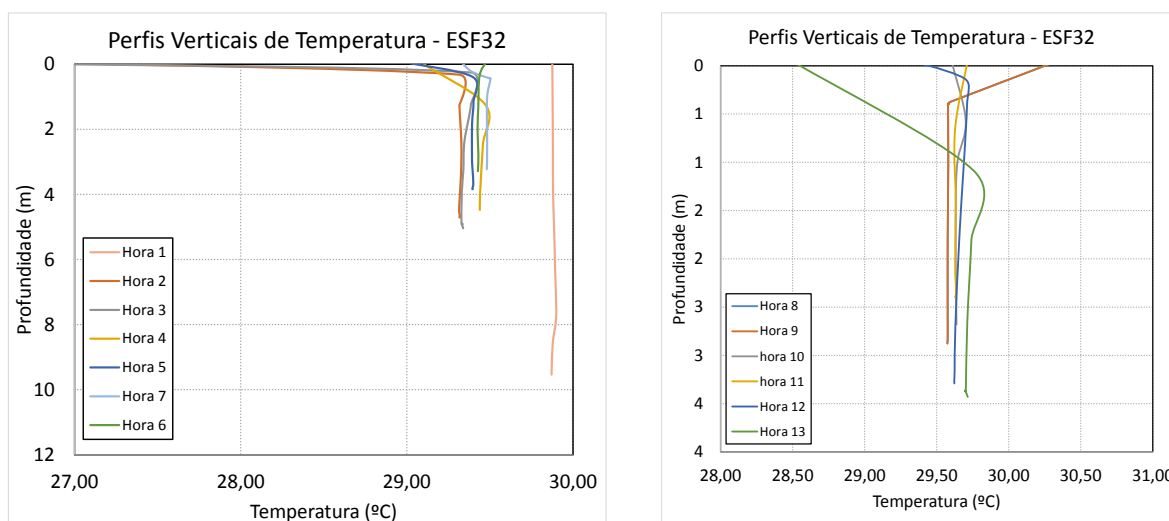 Perfis Verticais de Temperatura - ESF32
Profundidade (m)
0
2
4
6
8
10
12
Hora 1
Hora 2
Hora 3
Hora 4
Hora 5
Hora 7
Hora 6
27,00 28,00 29,00 30,00
Temperatura (ºC)
Perfis Verticais de Temperatura - ESF32
Profundidade (m)
0
1
1
2
2
3
3
4
4
Hora 8
Hora 9
hora 10
hora 11
Hora 12
Hora 13
28,00 28,50 29,00 29,50 30,00 30,50 31,00
Temperatura (ºC)